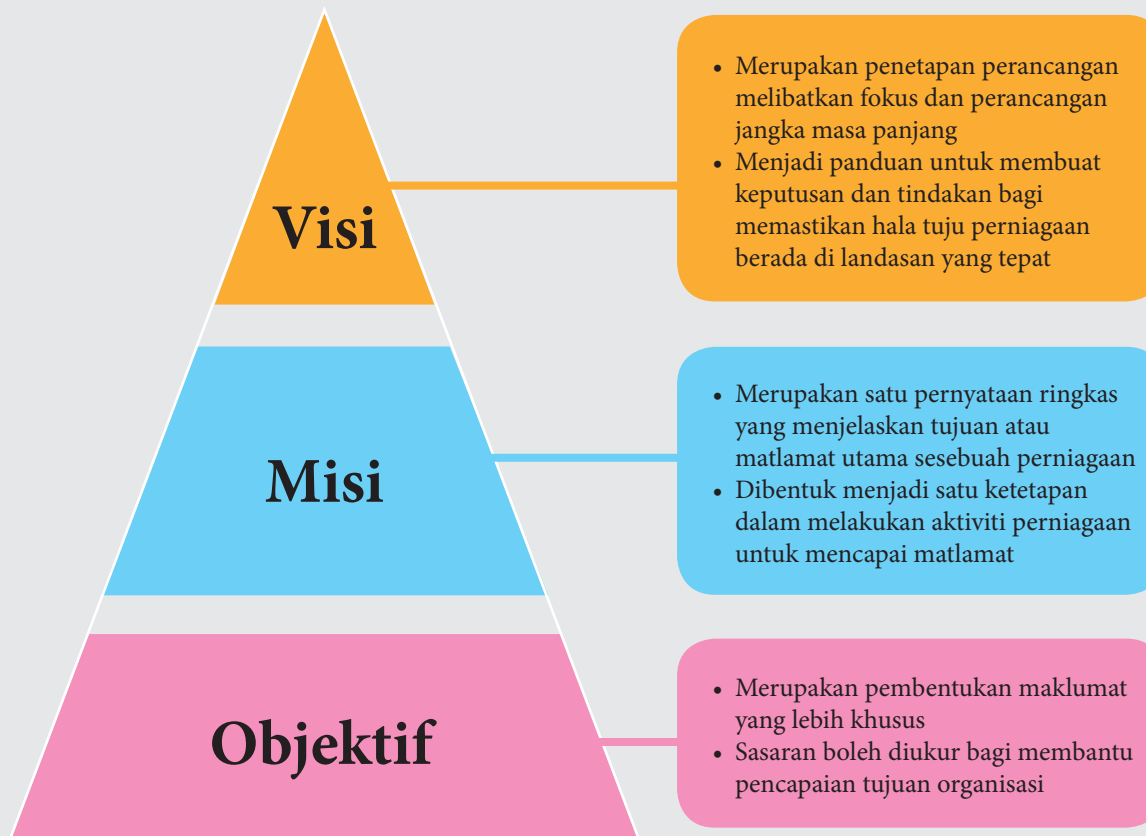 Visi
• Merupakan penetapan perancangan
melibatkan fokus dan perancangan
jangka masa panjang
• Menjadi panduan untuk membuat
keputusan dan tindakan bagi
memastikan hala tuju perniagaan
berada di landasan yang tepat
Misi
• Merupakan satu pernyataan ringkas
yang menjelaskan tujuan atau
matlamat utama sesebuah perniagaan
• Dibentuk menjadi satu ketetapan
dalam melakukan aktiviti perniagaan
untuk mencapai matlamat
Objektif
• Merupakan pembentukan maklumat
yang lebih khusus
• Sasaran boleh diukur bagi membantu
pencapaian tujuan organisasi